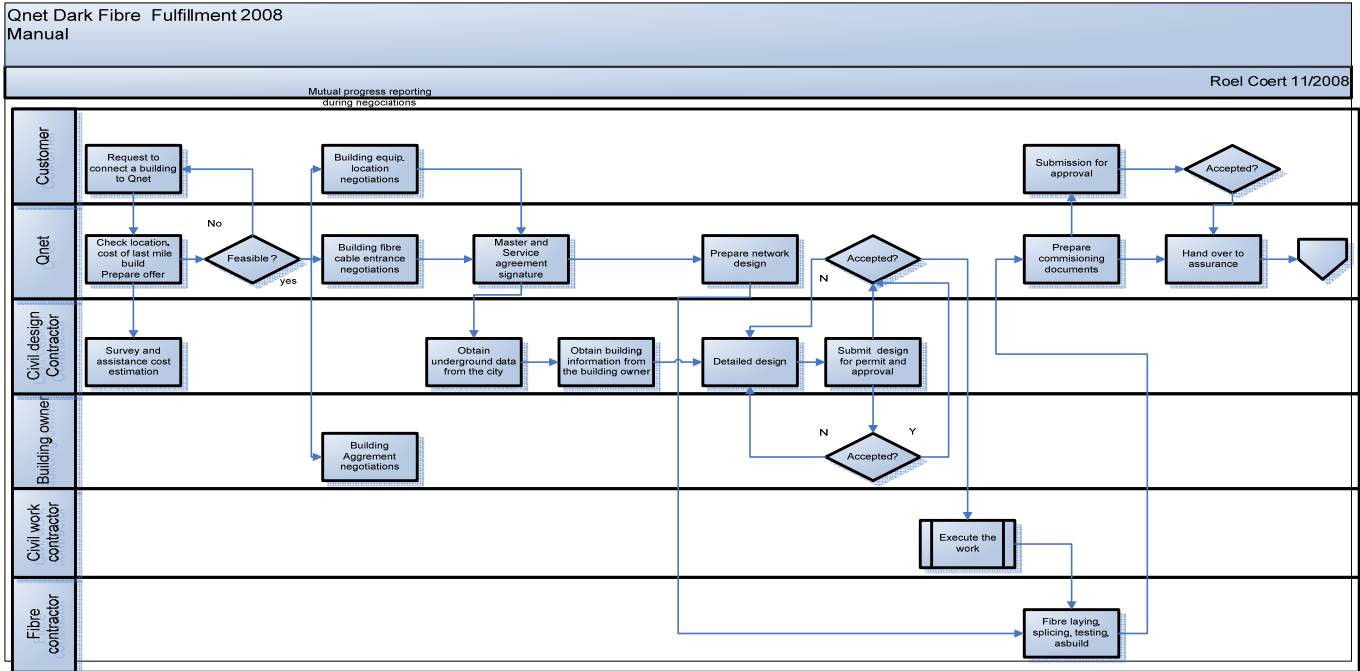 Qnet Dark Fibre Fulfillment 2008
Manual
Roel Coert 11/2008
Mutual progress reporting
during negociations
Customer
Request to
connect a building
to Qnet
Building equip.
location
negotiations
Submission for
approval
Accepted?
Qnet
No
Check location,
cost of last mile
build
Prepare offer
Feasible ?
yes
Building fibre
cable entrance
negotiations
Master and
Service
agreement
signature
Prepare network
design
Accepted?
N
Prepare
commisioning
documents
Hand over to
assurance
Civil design
Contractor
Survey and
assistance cost
estimation
Obtain
underground data
from the city
Obtain building
information from
the building owner
Detailed design
Submit design
for permit and
approval
Building owner
Building
Aggrement
negotiations
N
Accepted?
Y
Civil work
contractor
Execute the
work
Fibre
contractor
Fibre laying,
splicing, testing,
asbuild